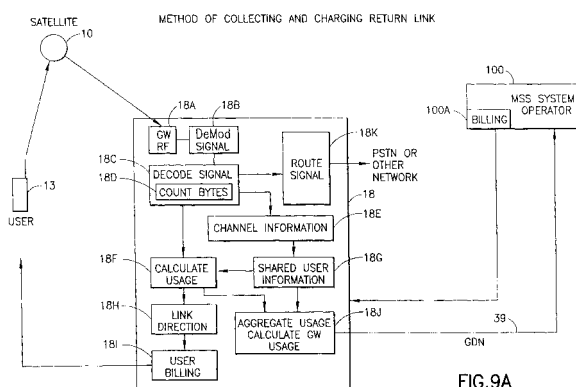 METHOD OF COLLECTING AND CHARGING RETURN LINK
SATELLITE
10
100
MSS SYSTEM
OPERATOR
100A
BILLING
18A
18B
GW
RF
DeMod
SIGNAL
18K
18C
DECODE SIGNAL
18D
COUNT BYTES
ROUTE
SIGNAL
PSTN OR
OTHER
NETWORK
18
13
USER
CHANNEL INFORMATION
18E
18F
CALCULATE
USAGE
SHARED USER
INFORMATION
18G
18H
LINK
DIRECTION
AGGREGATE USAGE
CALCULATE GW
USAGE
18J
39
GDN
18I
USER
BILLING
FIG.9A